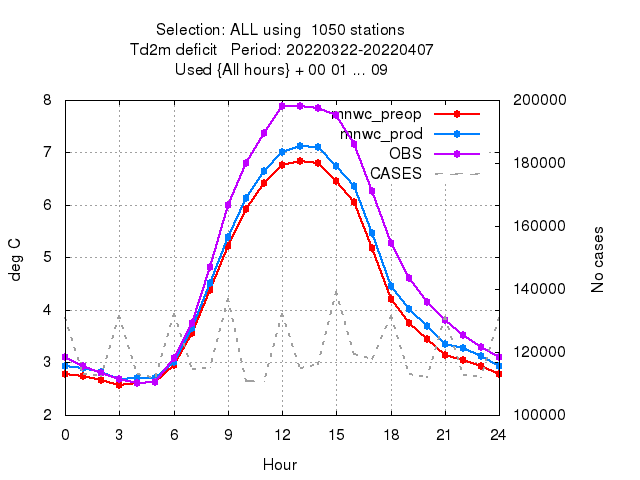 Selection: ALL using  1050 stations
Td2m deficit   Period: 20220322-20220407
Used {All hours} + 00 01 ... 09
8
7
6
5
4
3
2
200000
180000
160000
140000
120000
100000
mnwc_preop
mnwc_prod
OBS
CASES
deg C
No cases
0 3 6 9 12 15 18 21 24
Hour